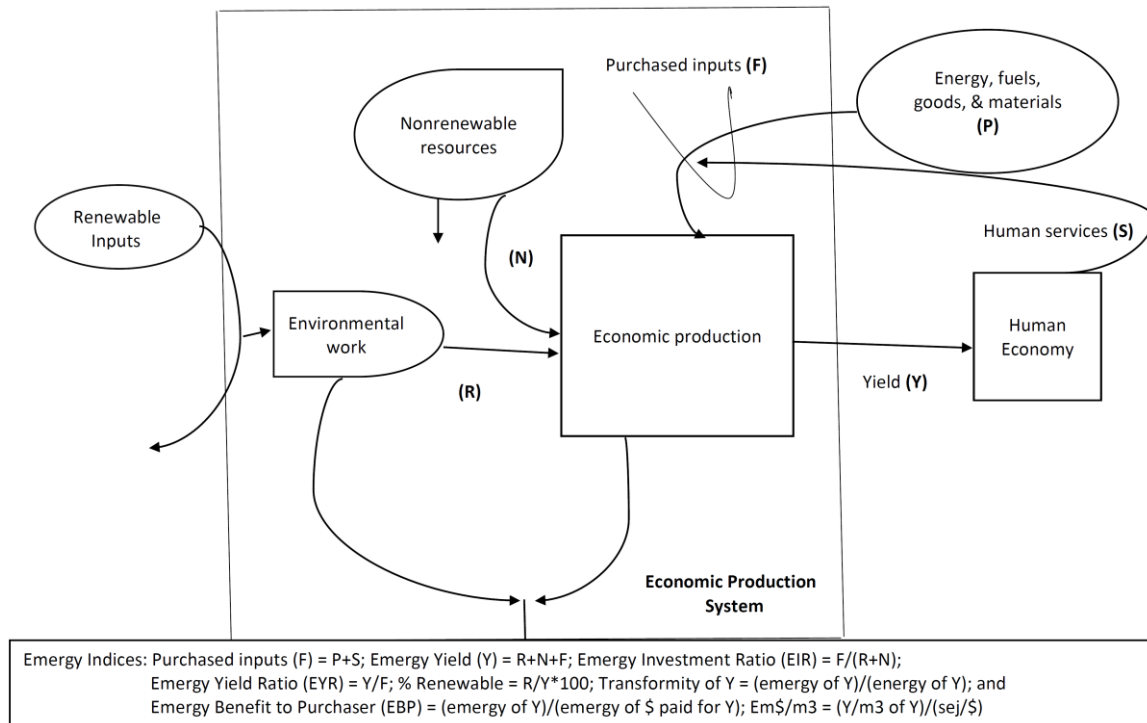 Purchased inputs (F)
Energy, fuels,
goods, & materials
(P)
Nonrenewable
resources
Renewable
Inputs
Human services (S)
(N)
Environmental
work
Economic production
Human
Economy
(R)
Yield (Y)
Economic Production
System
Emergy Indices: Purchased inputs (F) = P+S; Emergy Yield (Y) = R+N+F; Emergy Investment Ratio (EIR) = F/(R+N);
Emergy Yield Ratio (EYR) = Y/F; % Renewable = R/Y*100; Transformity of Y = (emergy of Y)/(energy of Y); and
Emergy Benefit to Purchaser (EBP) = (emergy of Y)/(emergy of $ paid for Y); Em$/m3 = (Y/m3 of Y)/(sej/$)